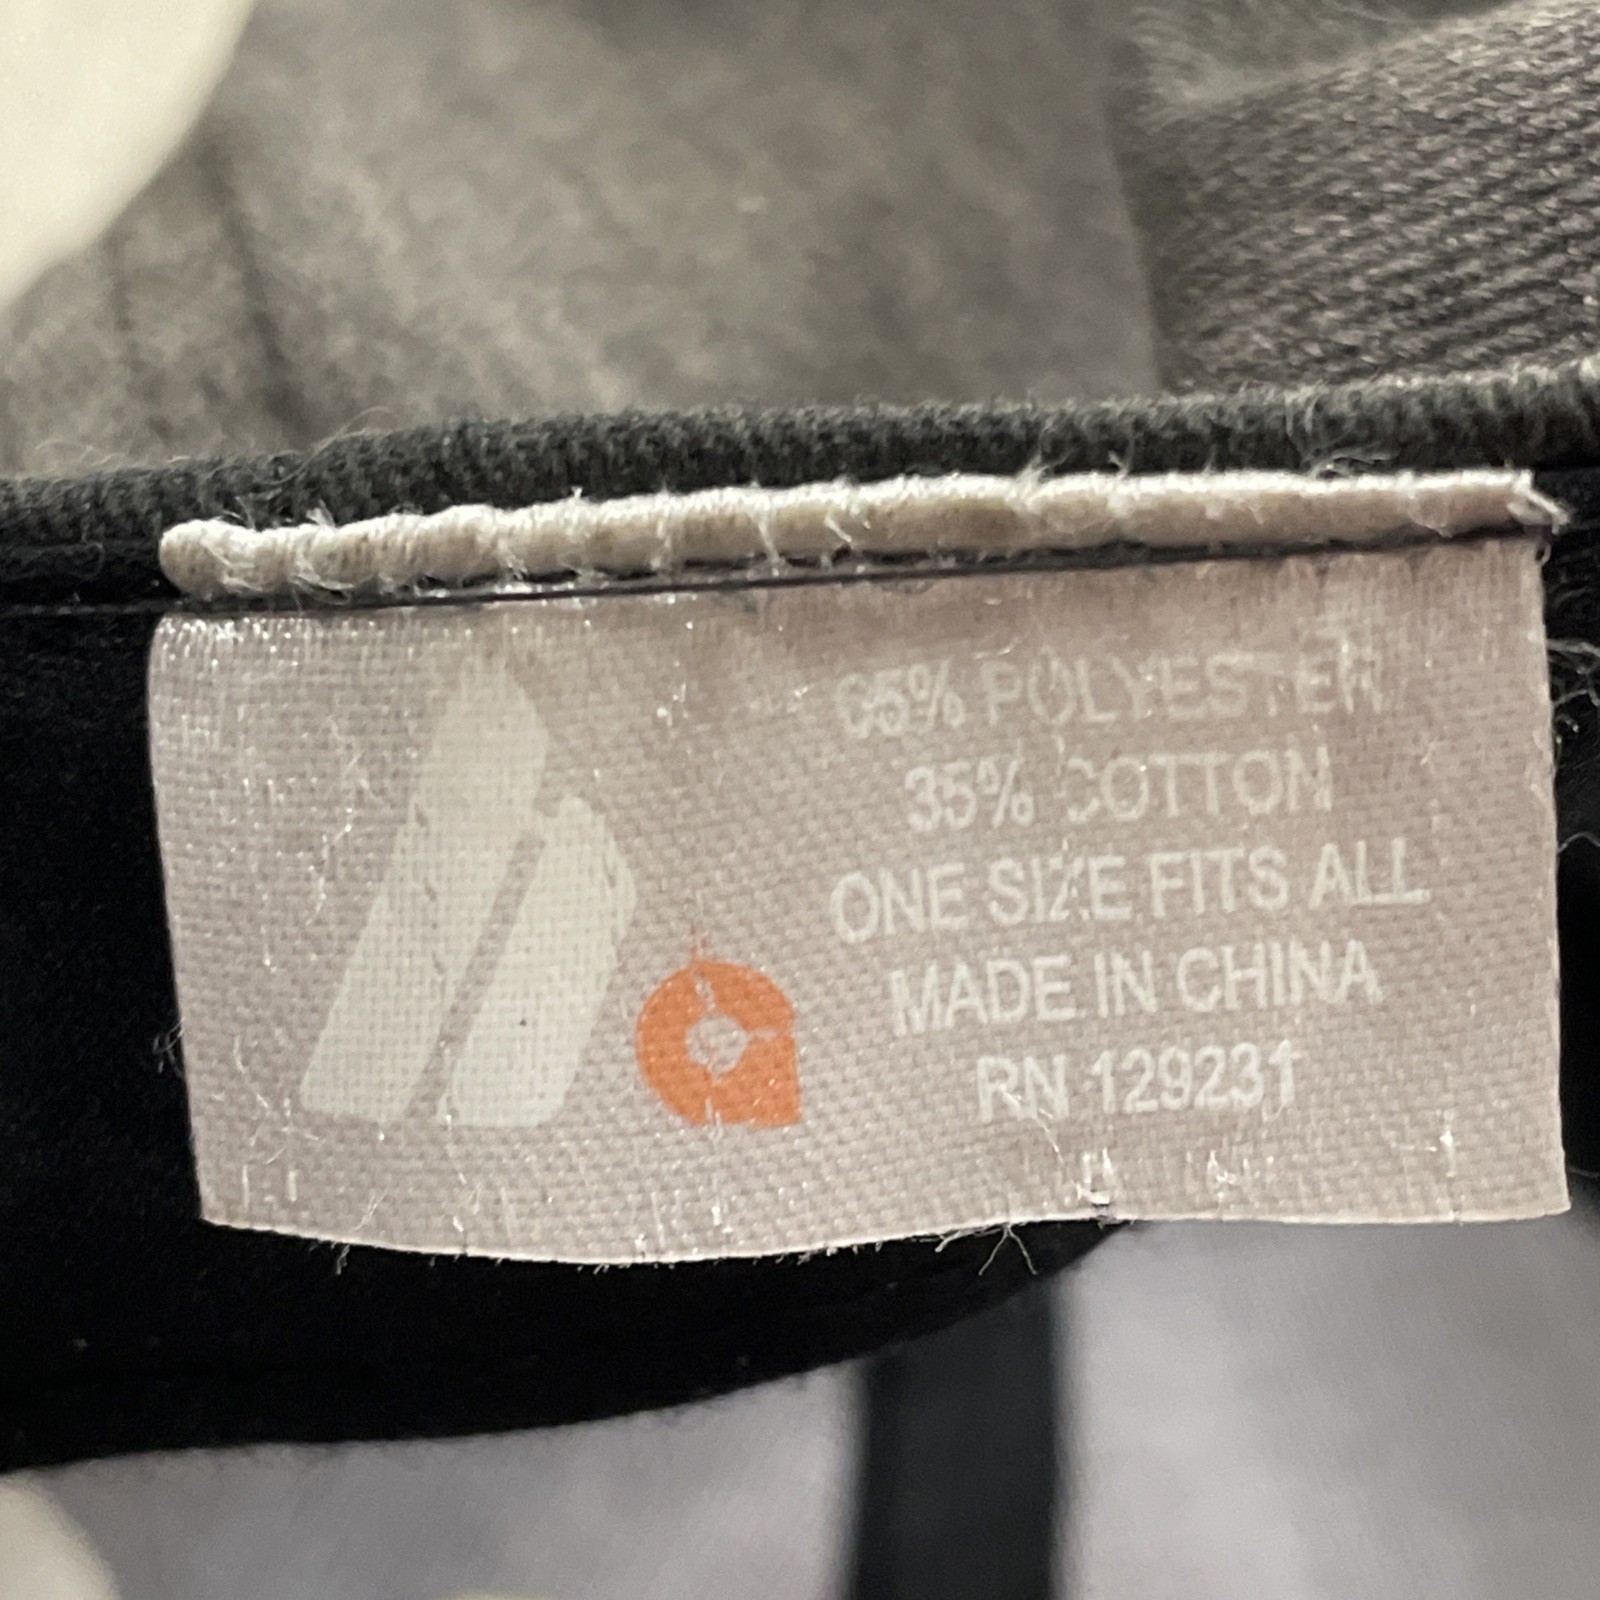 65% POLYESTER
35% COTTON
ONE SIZE FITS ALL
MADE IN CHINA
RN 129231